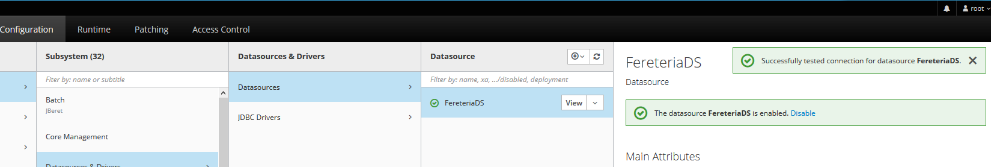 root
Configuration Runtime Patching Access Control
Subsystem (32)
Filter by: name or subtitle
Batch
JBeret
Core Management
Datasources & Drivers
Datasources & Drivers
Datasources
JDBC Drivers
Datasource
Filter by: name, xa, .../disabled, deployment
FereteriaDS
View
FereteriaDS
Datasource
Successfully tested connection for datasource FereteriaDS.
The datasource FereteriaDS is enabled. Disable
Main Attributes